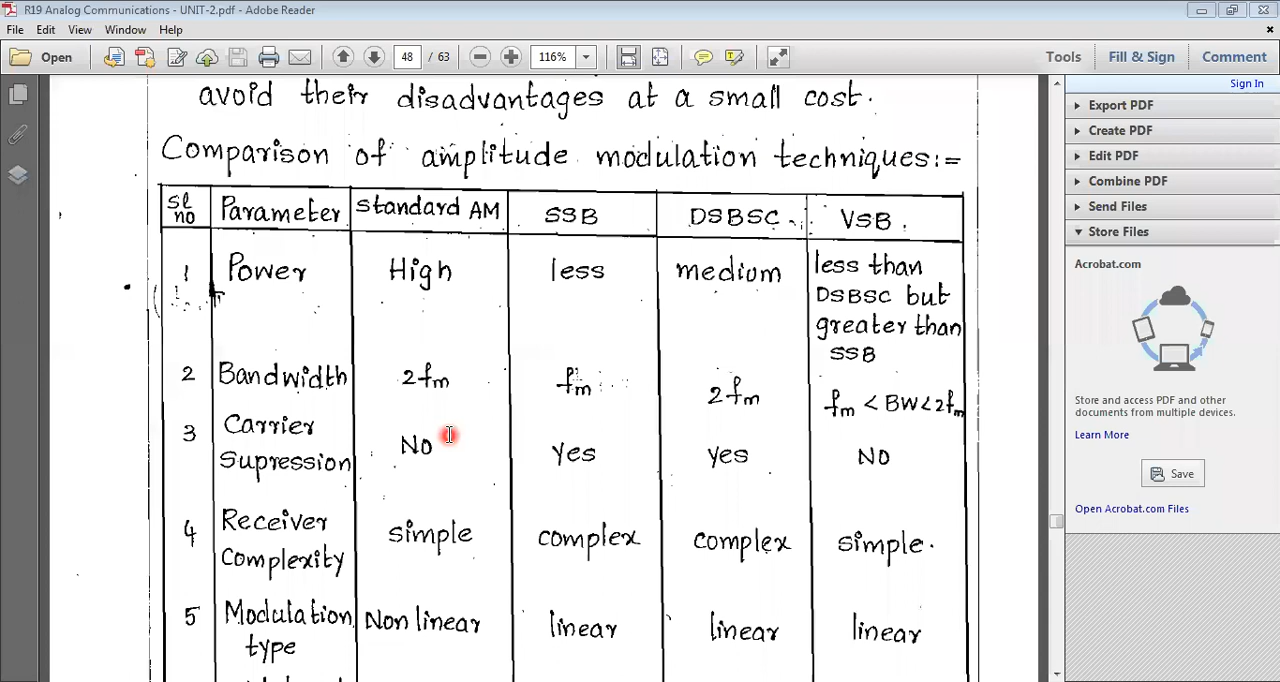 R19 Analog Communications - UNIT-2.pdf - Adobe Reader
File Edit View Window Help
Open 48 / 63 116% Tools Fill & Sign Comment
avoid their disadvantages at a small cost.
Comparison of amplitude modulation techniques:=
Sl no Parameter Standard AM SSB DSBSC VSB.
1 Power High less medium less than
DSBSC but
greater than
SSB
2 Bandwidth 2fm fm 2fm fm < BW < 2fm
3 Carrier
Supression NO Yes Yes NO
4 Receiver
Complexity simple complex complex simple.
5 Modulation
type Non linear linear linear linear
Sign In
Export PDF
Create PDF
Edit PDF
Combine PDF
Send Files
Store Files
Acrobat.com
Store and access PDF and other
documents from multiple devices.
Learn More
Save
Open Acrobat.com Files